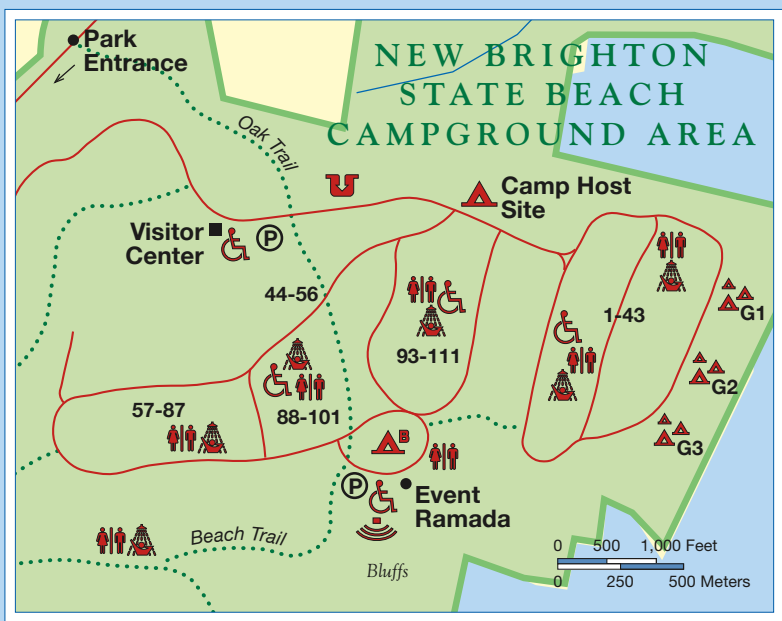 Park
Entrance
NEW BRIGHTON
STATE BEACH
CAMPGROUND AREA
Oak Trail
Camp Host
Site
Visitor
Center
P
44-56
1-43
G1
93-111
G2
57-87
88-101
B
G3
P
Event
Ramada
Beach Trail
Bluffs
0 500 1,000 Feet
0 250 500 Meters